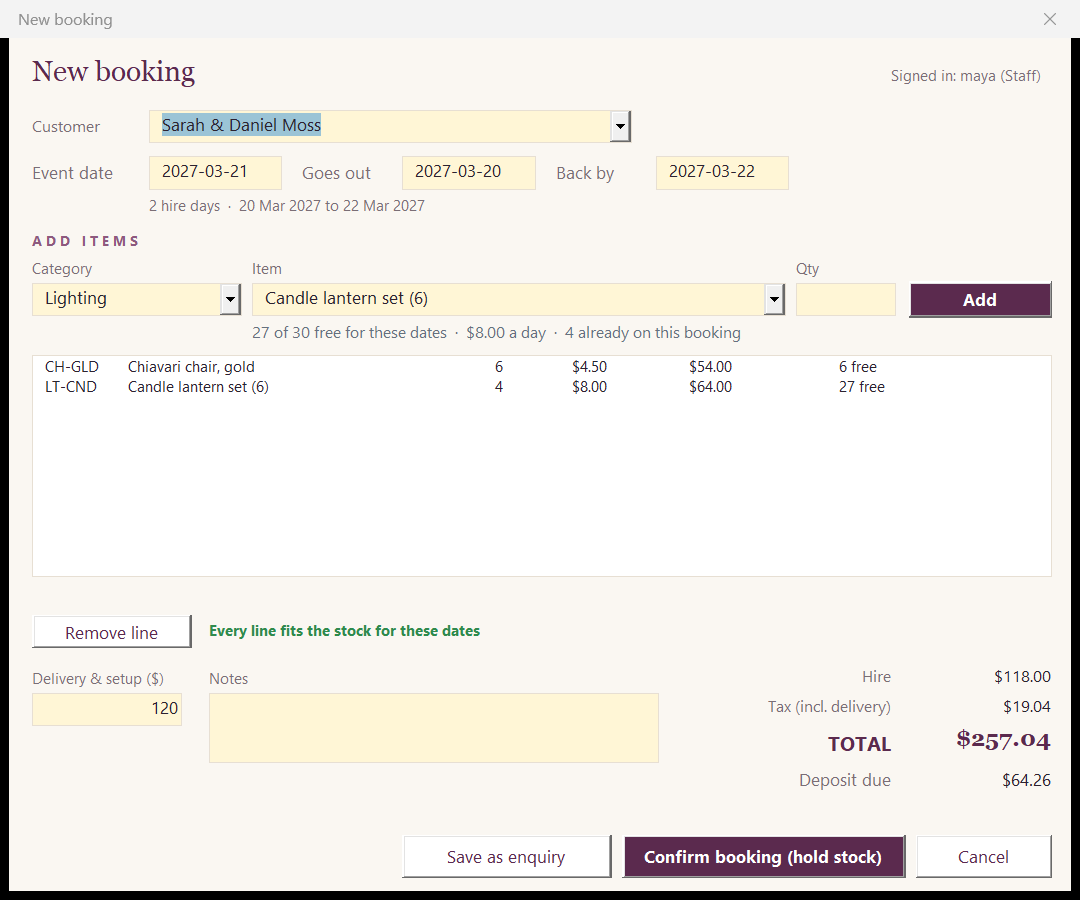 New booking
New booking
Signed in: maya (Staff)
Customer Sarah & Daniel Moss
Event date 2027-03-21 Goes out 2027-03-20 Back by 2027-03-22
2 hire days · 20 Mar 2027 to 22 Mar 2027
ADD ITEMS
Category Item Qty
Lighting Candle lantern set (6) Add
27 of 30 free for these dates · $8.00 a day · 4 already on this booking
CH-GLD Chiavari chair, gold 6 $4.50 $54.00 6 free
LT-CND Candle lantern set (6) 4 $8.00 $64.00 27 free
Remove line Every line fits the stock for these dates
Delivery & setup ($) Notes Hire $118.00
120 Tax (incl. delivery) $19.04
TOTAL $257.04
Deposit due $64.26
Save as enquiry Confirm booking (hold stock) Cancel